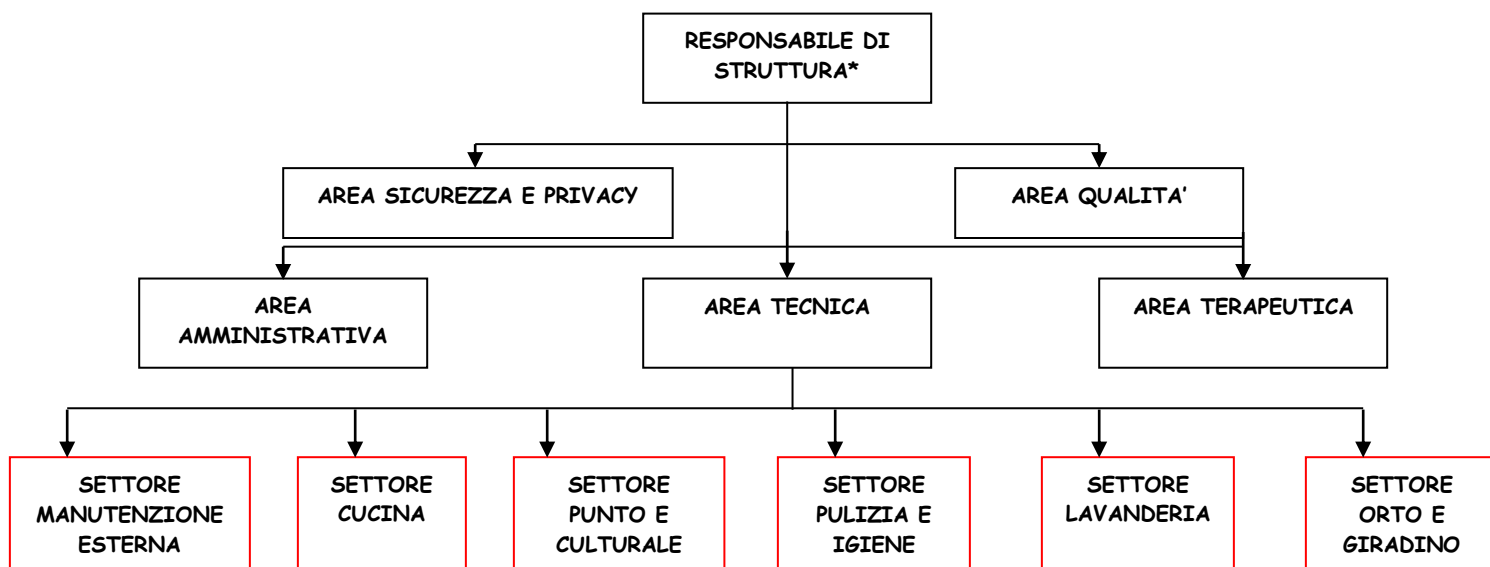 RESPONSABILE DI
STRUTTURA*
AREA SICUREZZA E PRIVACY
AREA QUALITA'
AREA
AMMINISTRATIVA
AREA TECNICA
AREA TERAPEUTICA
SETTORE
MANUTENZIONE
ESTERNA
SETTORE
CUCINA
SETTORE
PUNTO E
CULTURALE
SETTORE
PULIZIA E
IGIENE
SETTORE
LAVANDERIA
SETTORE
ORTO E
GIRADINO